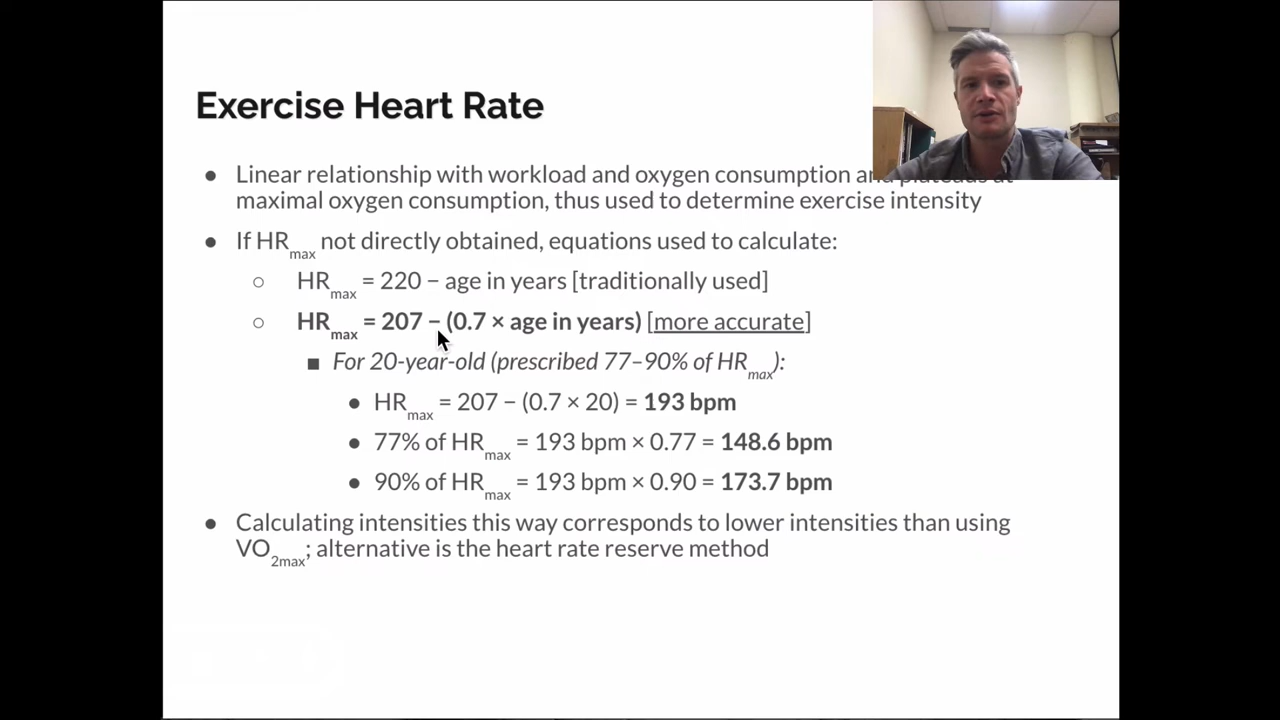 Exercise Heart Rate
● Linear relationship with workload and oxygen consumption and plateaus at
maximal oxygen consumption, thus used to determine exercise intensity
● If HRmax not directly obtained, equations used to calculate:
○ HRmax = 220 − age in years [traditionally used]
○ HRmax = 207 − (0.7 × age in years) [more accurate]
■ For 20-year-old (prescribed 77–90% of HRmax):
● HRmax = 207 − (0.7 × 20) = 193 bpm
● 77% of HRmax = 193 bpm × 0.77 = 148.6 bpm
● 90% of HRmax = 193 bpm × 0.90 = 173.7 bpm
● Calculating intensities this way corresponds to lower intensities than using
VO2max; alternative is the heart rate reserve method